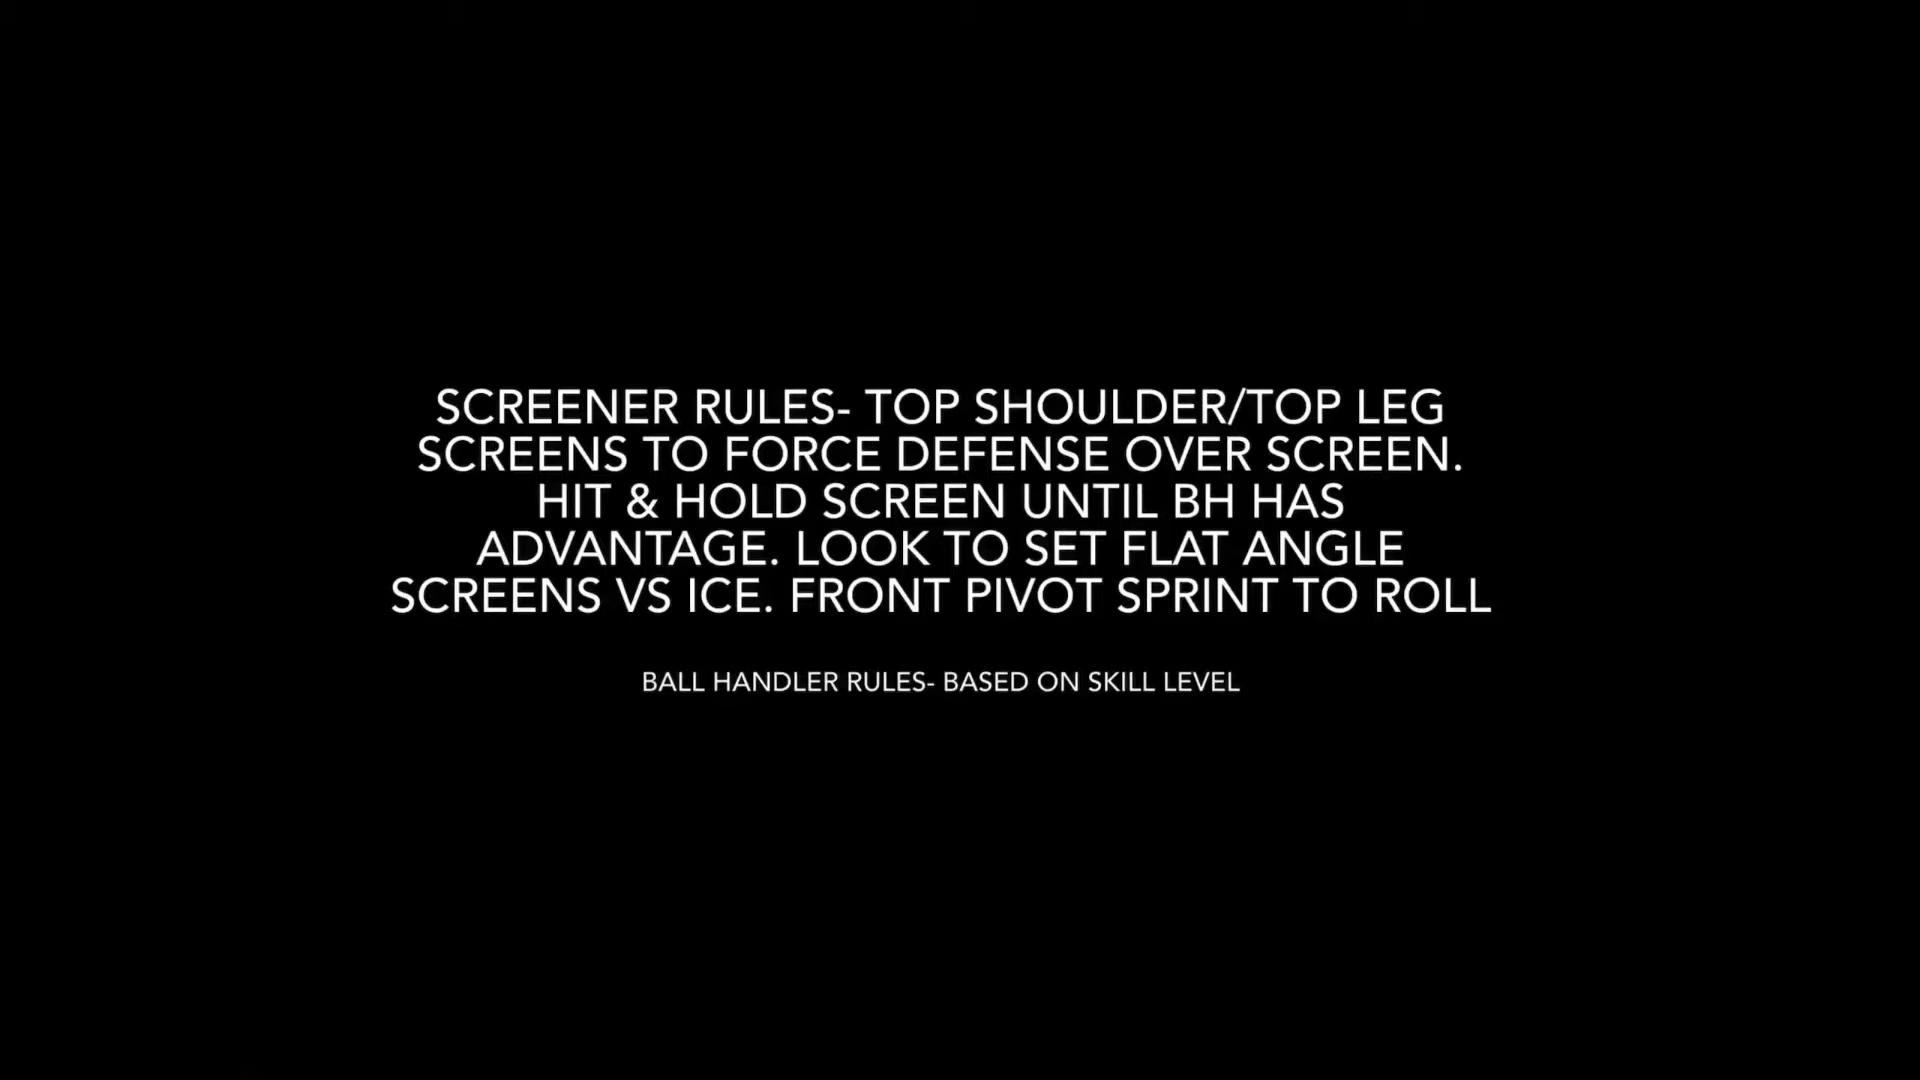 SCREENER RULES- TOP SHOULDER/TOP LEG
SCREENS TO FORCE DEFENSE OVER SCREEN.
HIT & HOLD SCREEN UNTIL BH HAS
ADVANTAGE. LOOK TO SET FLAT ANGLE
SCREENS VS ICE. FRONT PIVOT SPRINT TO ROLL
BALL HANDLER RULES- BASED ON SKILL LEVEL